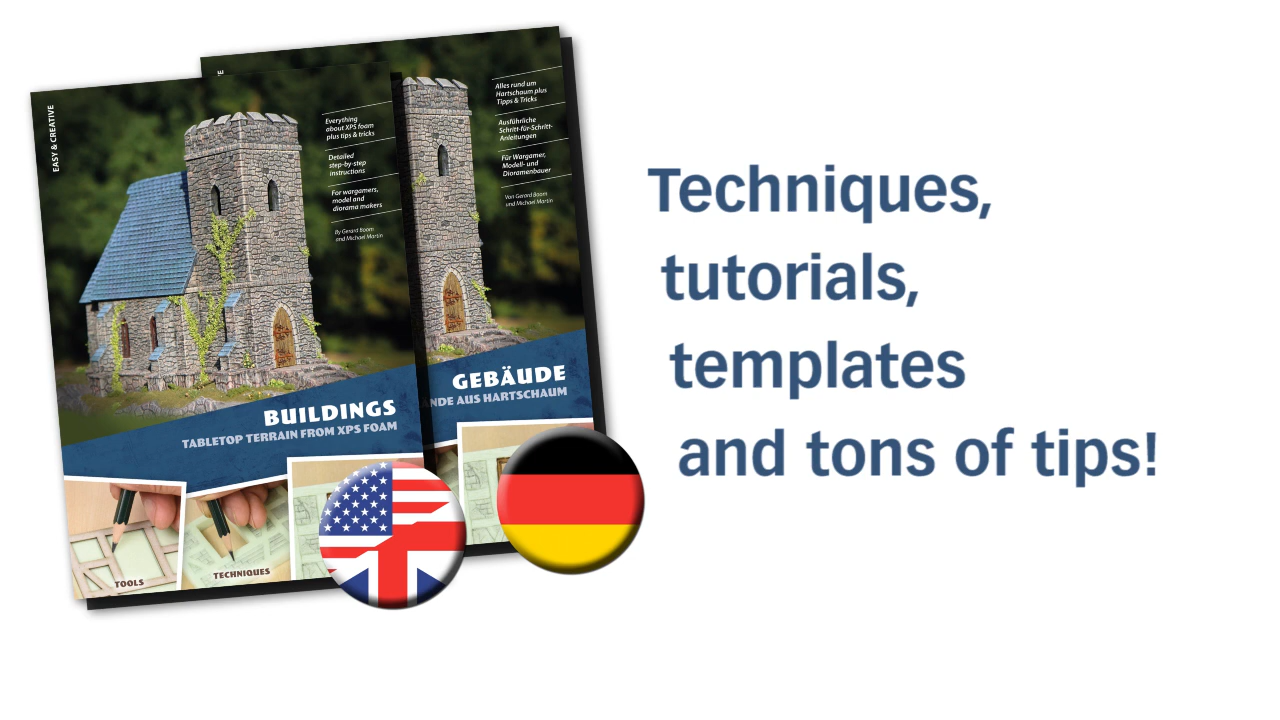 EASY & CREATIVE
Everything
about XPS foam
plus tips & tricks
Detailed
step-by-step
instructions
For wargamers,
model and
diorama makers
By Gerard Boom
and Michael Martin
BUILDINGS
TABLETOP TERRAIN FROM XPS FOAM
TOOLS
TECHNIQUES
Alles rund um
Hartschaum plus
Tipps & Tricks
Ausführliche
Schritt-für-Schritt-
Anleitungen
Für Wargamer,
Modell- und
Dioramenbauer
Von Gerard Boom
und Michael Martin
GEBÄUDE
AUS HARTSCHAUM
Techniques,
tutorials,
templates
and tons of tips!